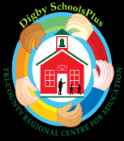 Digby SchoolsPlus
TRI-COUNTY REGIONAL CENTRE FOR EDUCATION